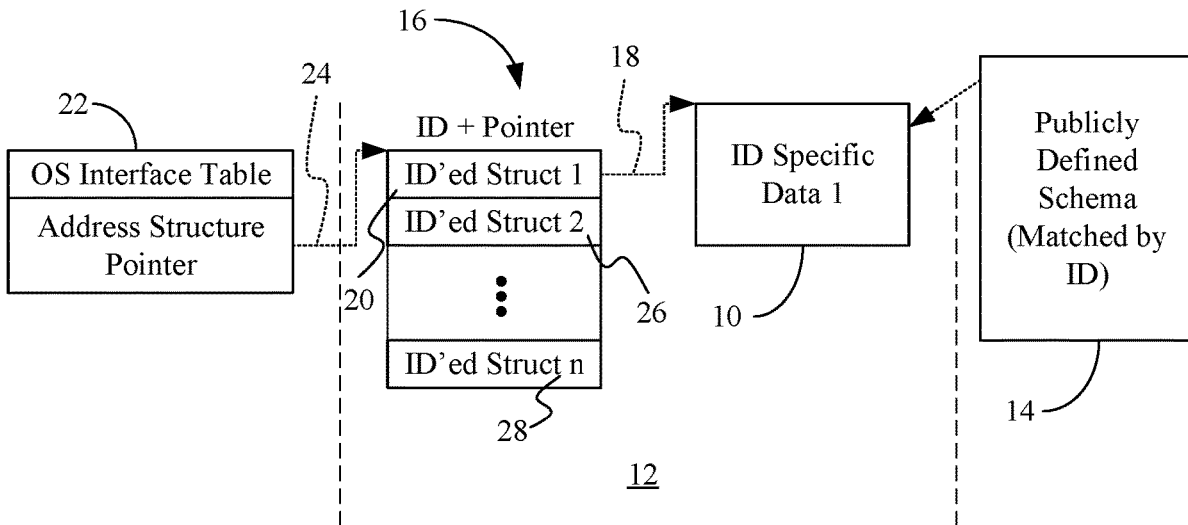 16
24
18
22
ID + Pointer
OS Interface Table
Address Structure
Pointer
ID'ed Struct 1
ID'ed Struct 2
ID'ed Struct n
20
26
28
ID Specific
Data 1
10
Publicly
Defined
Schema
(Matched by
ID)
14
12